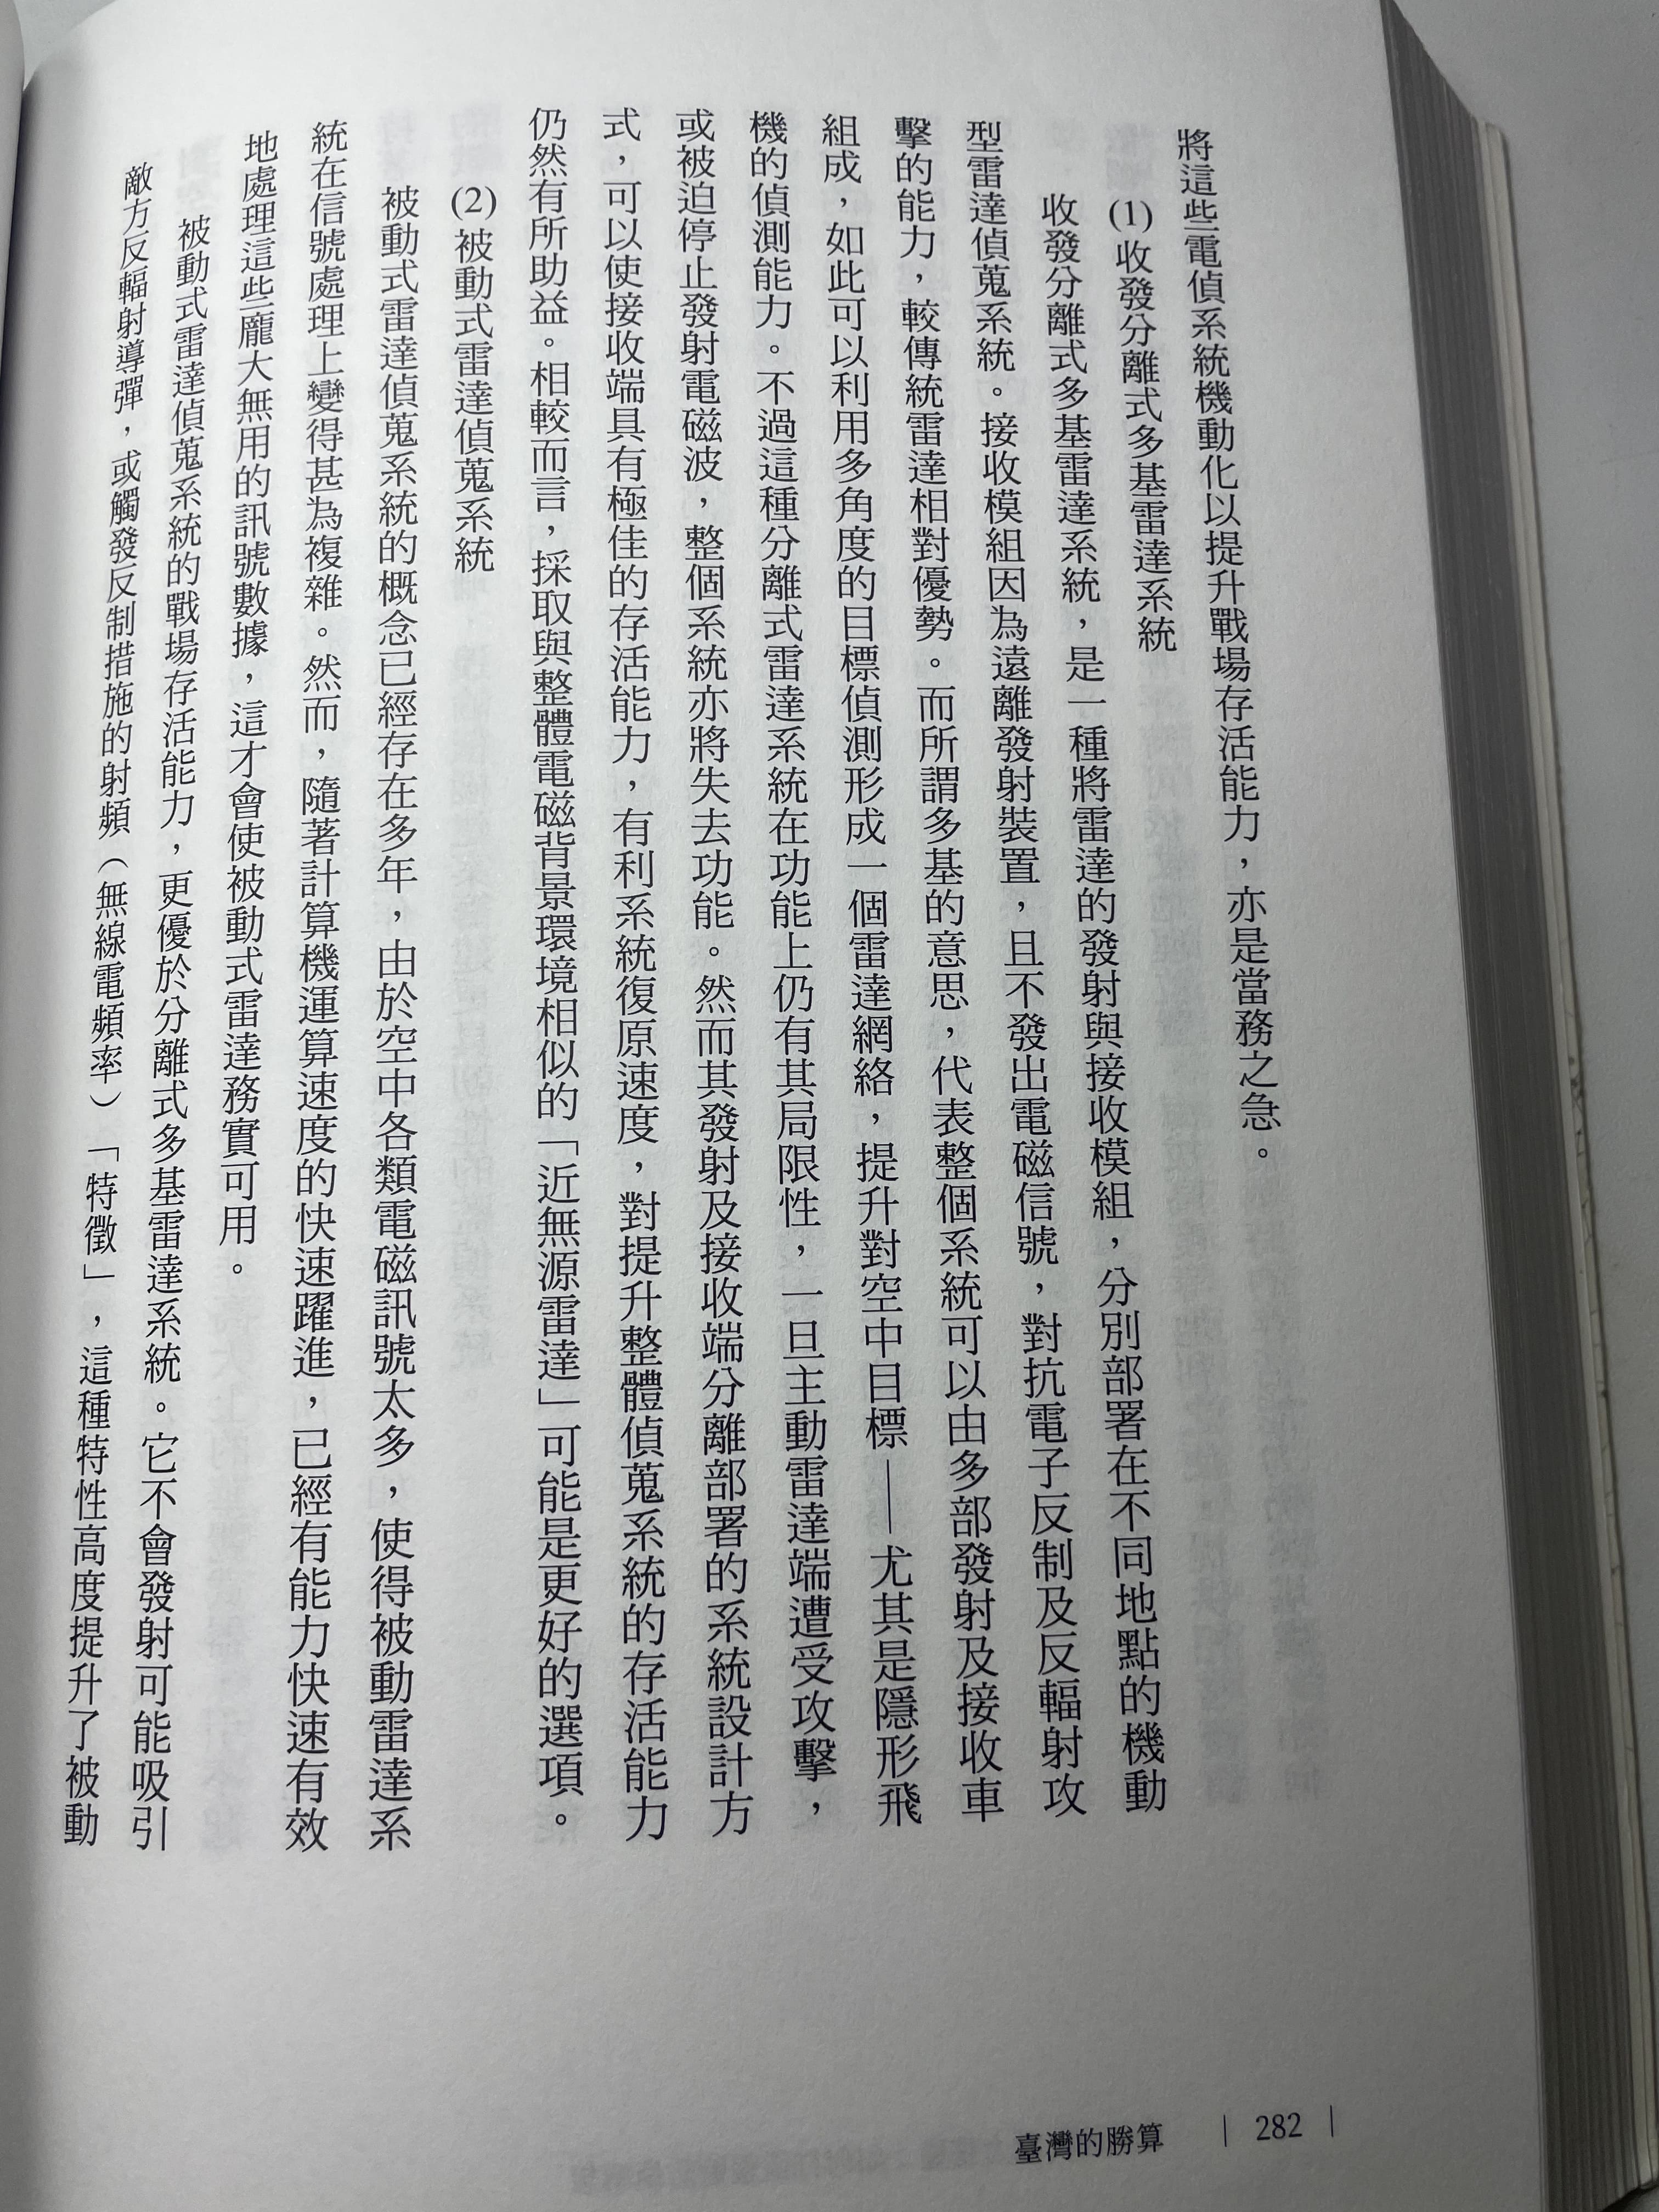 將這些電偵系統機動化以提升戰場存活能力，亦是當務之急。
(1) 收發分離式多基雷達系統
收發分離式多基雷達系統，是一種將雷達的發射與接收模組，分別部署在不同地點的機動
型雷達偵蒐系統。接收模組因為遠離發射裝置，且不發出電磁信號，對抗電子反制及反輻射攻
擊的能力，較傳統雷達相對優勢。而所謂多基的意思，代表整個系統可以由多部發射及接收車
組成，如此可以利用多角度的目標偵測形成一個雷達網絡，提升對空中目標——尤其是隱形飛
機的偵測能力。不過這種分離式雷達系統在功能上仍有其局限性，一旦主動雷達端遭受攻擊，
或被迫停止發射電磁波，整個系統亦將失去功能。然而其發射及接收端分離部署的系統設計方
式，可以使接收端具有極佳的存活能力，有利系統復原速度，對提升整體偵蒐系統的存活能力
仍然有所助益。相較而言，採取與整體電磁背景環境相似的「近無源雷達」可能是更好的選項。
(2) 被動式雷達偵蒐系統
被動式雷達偵蒐系統的概念已經存在多年，由於空中各類電磁訊號太多，使得被動雷達系
統在信號處理上變得甚為複雜。然而，隨著計算機運算速度的快速躍進，已經有能力快速有效
地處理這些龐大無用的訊號數據，這才會使被動式雷達務實可用。
被動式雷達偵蒐系統的戰場存活能力，更優於分離式多基雷達系統。它不會發射可能吸引
敵方反輻射導彈，或觸發反制措施的射頻（無線電頻率）「特徵」，這種特性高度提升了被動
臺灣的勝算 | 282 |